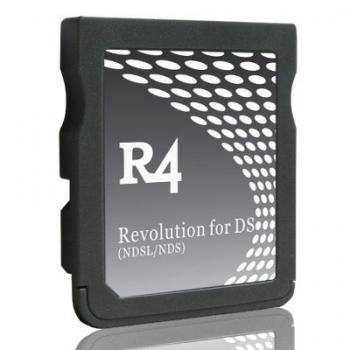 R4
Revolution for DS
(NDSL/NDS)